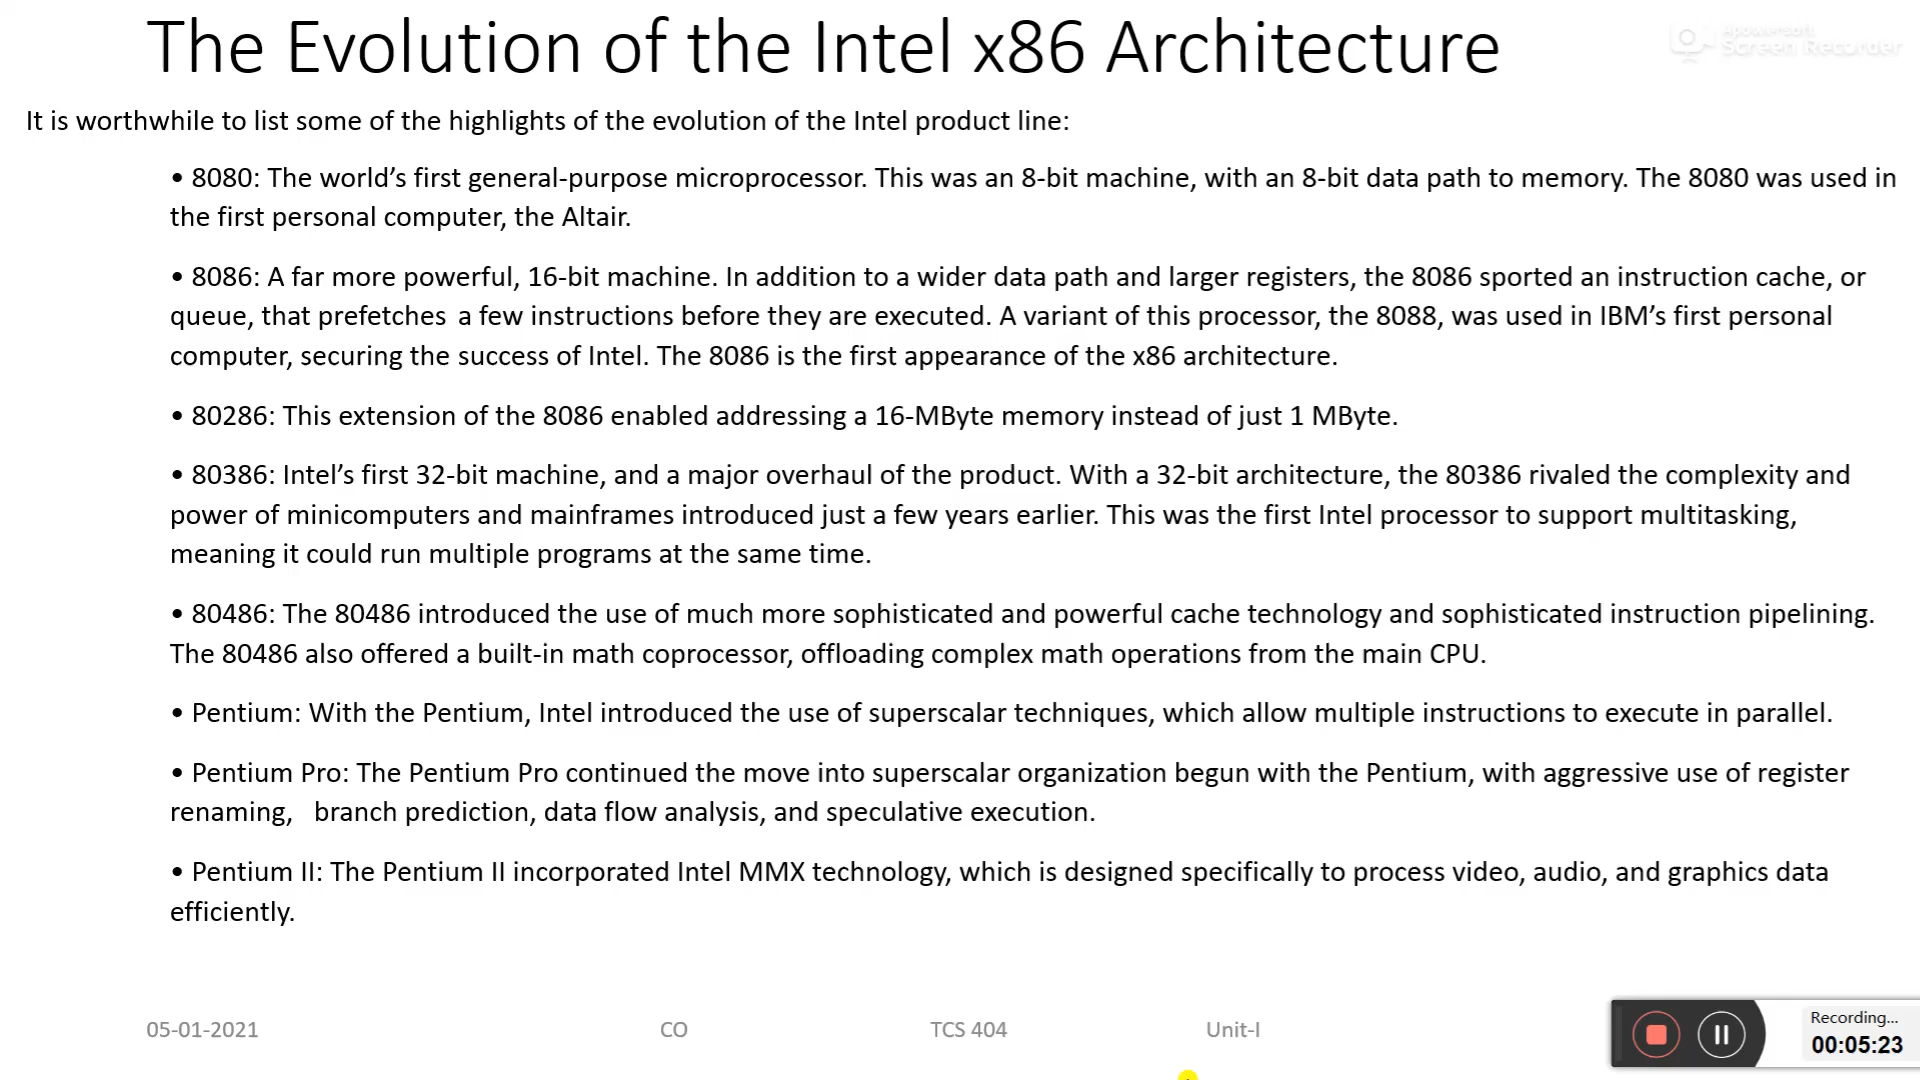 The Evolution of the Intel x86 Architecture
Apowersoft
Screen Recorder
It is worthwhile to list some of the highlights of the evolution of the Intel product line:
• 8080: The world’s first general-purpose microprocessor. This was an 8-bit machine, with an 8-bit data path to memory. The 8080 was used in
the first personal computer, the Altair.
• 8086: A far more powerful, 16-bit machine. In addition to a wider data path and larger registers, the 8086 sported an instruction cache, or
queue, that prefetches a few instructions before they are executed. A variant of this processor, the 8088, was used in IBM’s first personal
computer, securing the success of Intel. The 8086 is the first appearance of the x86 architecture.
• 80286: This extension of the 8086 enabled addressing a 16-MByte memory instead of just 1 MByte.
• 80386: Intel’s first 32-bit machine, and a major overhaul of the product. With a 32-bit architecture, the 80386 rivaled the complexity and
power of minicomputers and mainframes introduced just a few years earlier. This was the first Intel processor to support multitasking,
meaning it could run multiple programs at the same time.
• 80486: The 80486 introduced the use of much more sophisticated and powerful cache technology and sophisticated instruction pipelining.
The 80486 also offered a built-in math coprocessor, offloading complex math operations from the main CPU.
• Pentium: With the Pentium, Intel introduced the use of superscalar techniques, which allow multiple instructions to execute in parallel.
• Pentium Pro: The Pentium Pro continued the move into superscalar organization begun with the Pentium, with aggressive use of register
renaming, branch prediction, data flow analysis, and speculative execution.
• Pentium II: The Pentium II incorporated Intel MMX technology, which is designed specifically to process video, audio, and graphics data
efficiently.
05-01-2021 CO TCS 404 Unit-I
Recording...
00:05:23